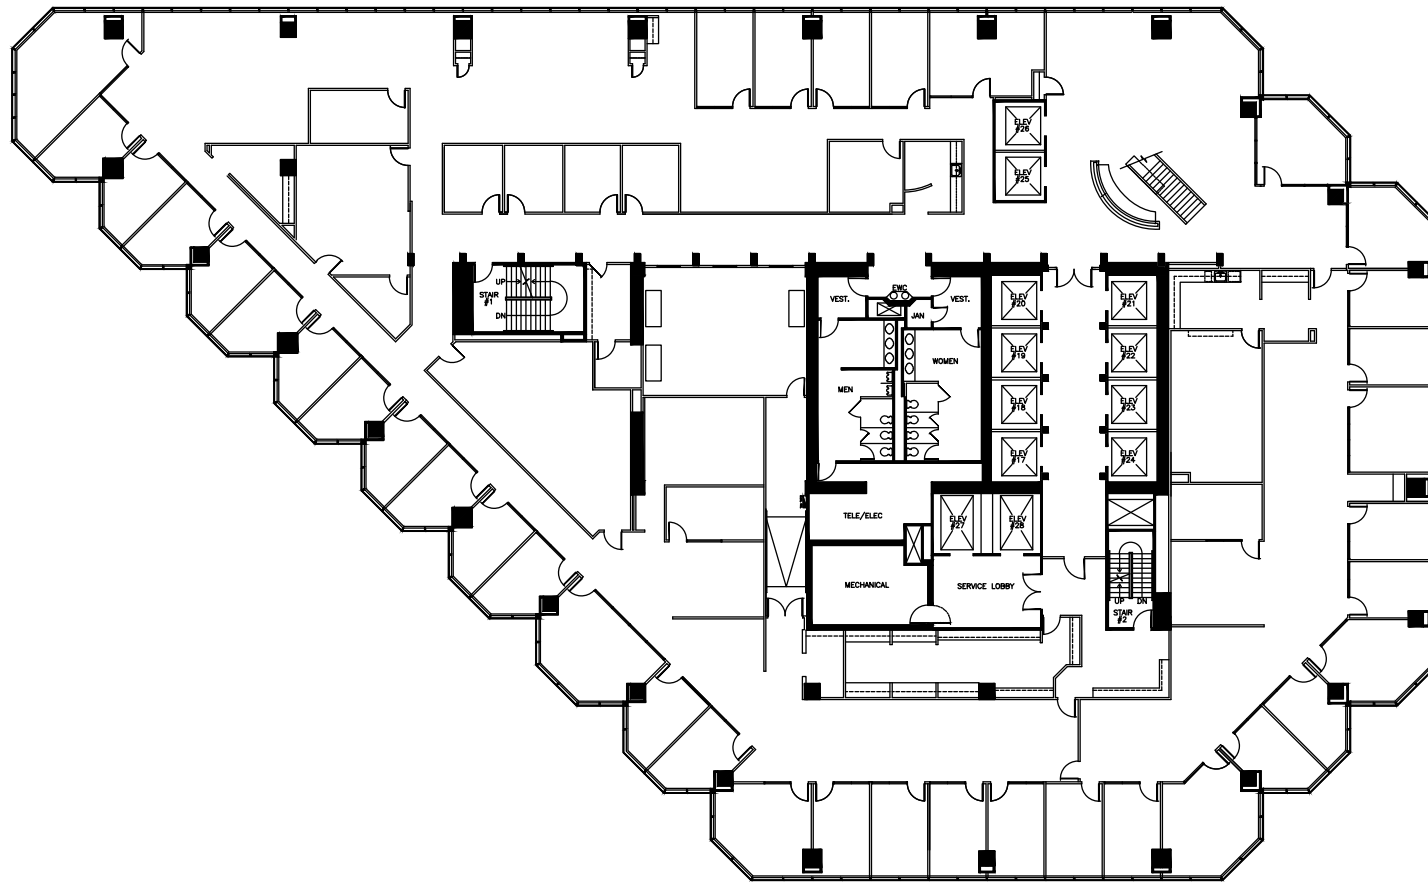 ELEV
#26
ELEV
#25
UP
STAIR
#1
DN
EWC
VEST.
VEST.
JAN
MEN
WOMEN
ELEV
#20
ELEV
#21
ELEV
#19
ELEV
#22
ELEV
#18
ELEV
#23
ELEV
#17
ELEV
#24
TELE/ELEC
ELEV
#27
ELEV
#28
MECHANICAL
SERVICE LOBBY
UP DN
STAIR
#2